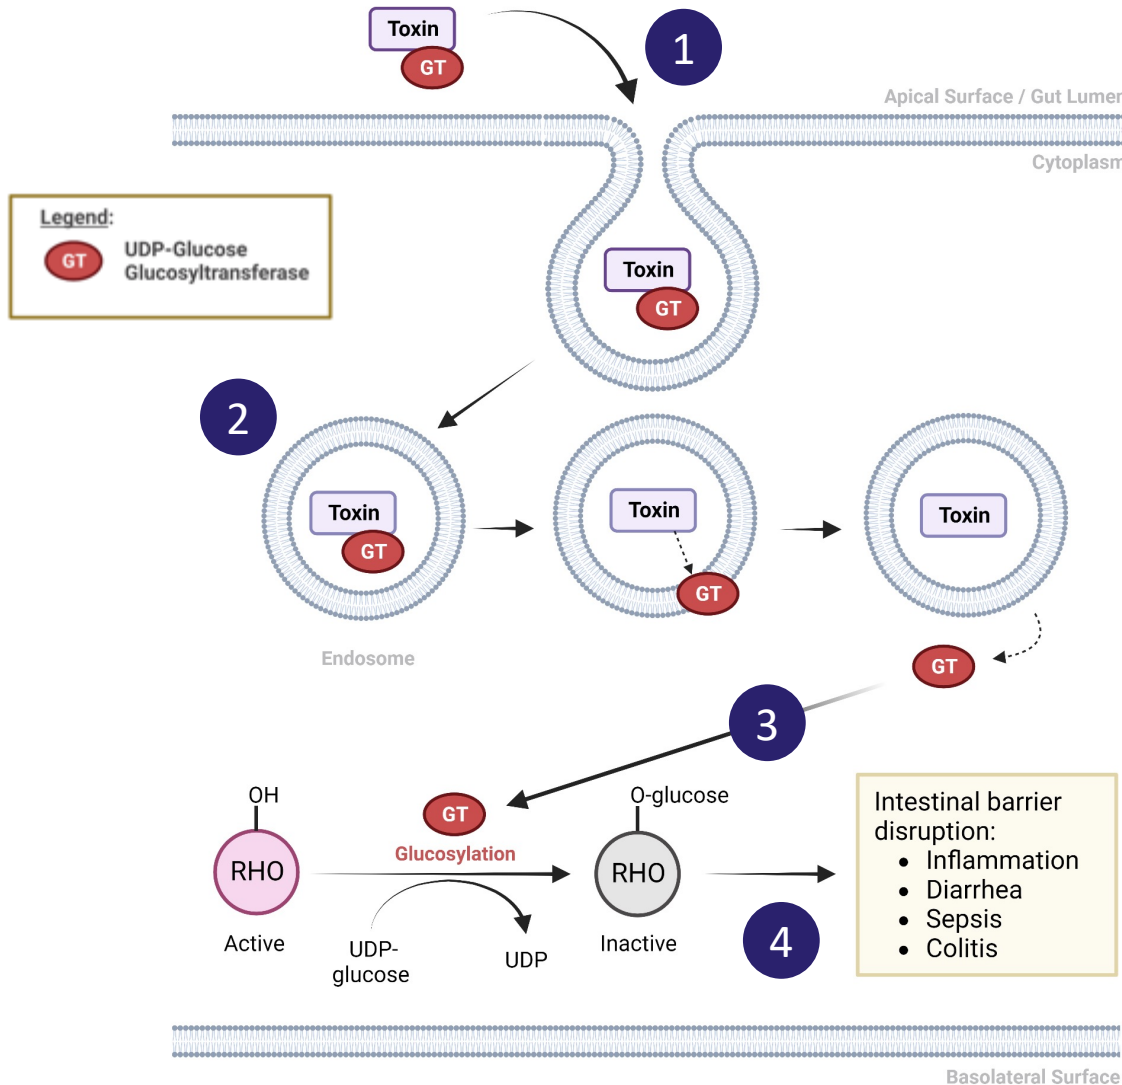 Toxin
GT
1
Apical Surface / Gut Lumen
Cytoplasm
Legend:
GT
UDP-Glucose
Glucosyltransferase
Toxin
GT
2
Toxin
GT
Toxin
GT
Toxin
Endosome
GT
3
OH
GT
O-glucose
RHO
Glucosylation
RHO
Active
UDP-
glucose
UDP
Inactive
4
Intestinal barrier
disruption:
• Inflammation
• Diarrhea
• Sepsis
• Colitis
Basolateral Surface